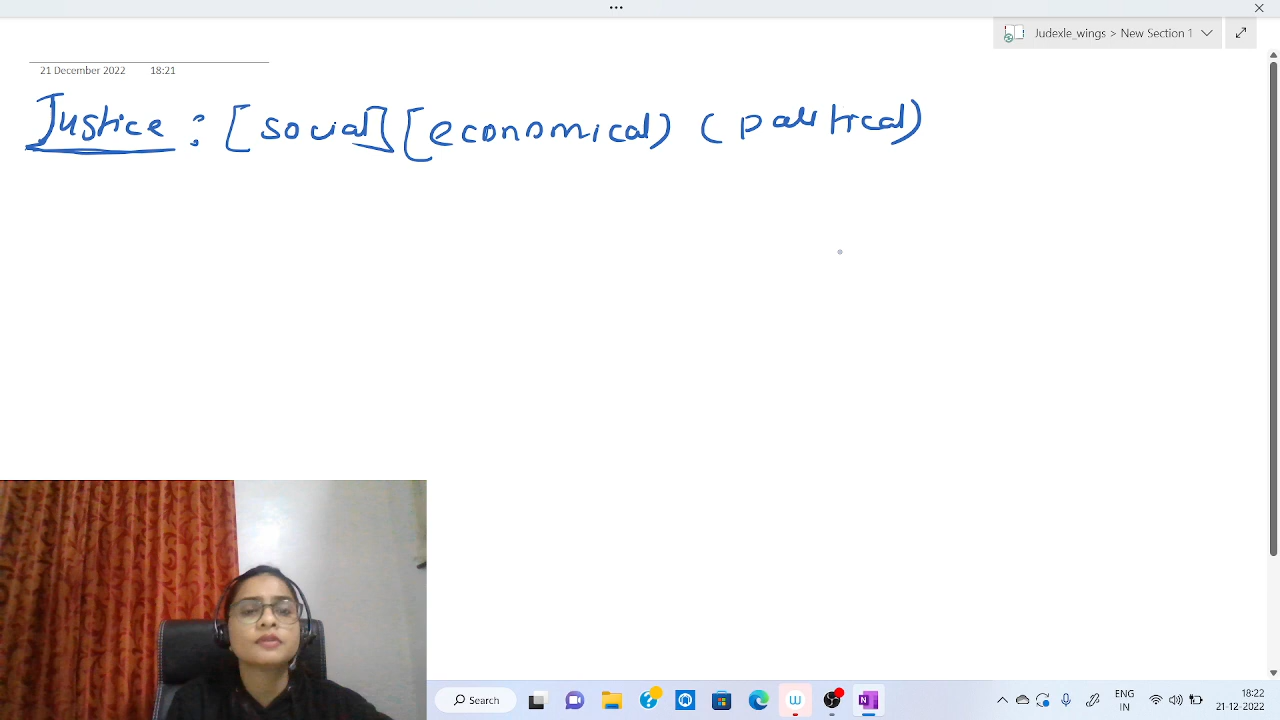 Judexle_wings > New Section 1
21 December 2022 18:21
Justice : [social] [economical) (political)
Search
ENG
IN
18:29
21-12-2022